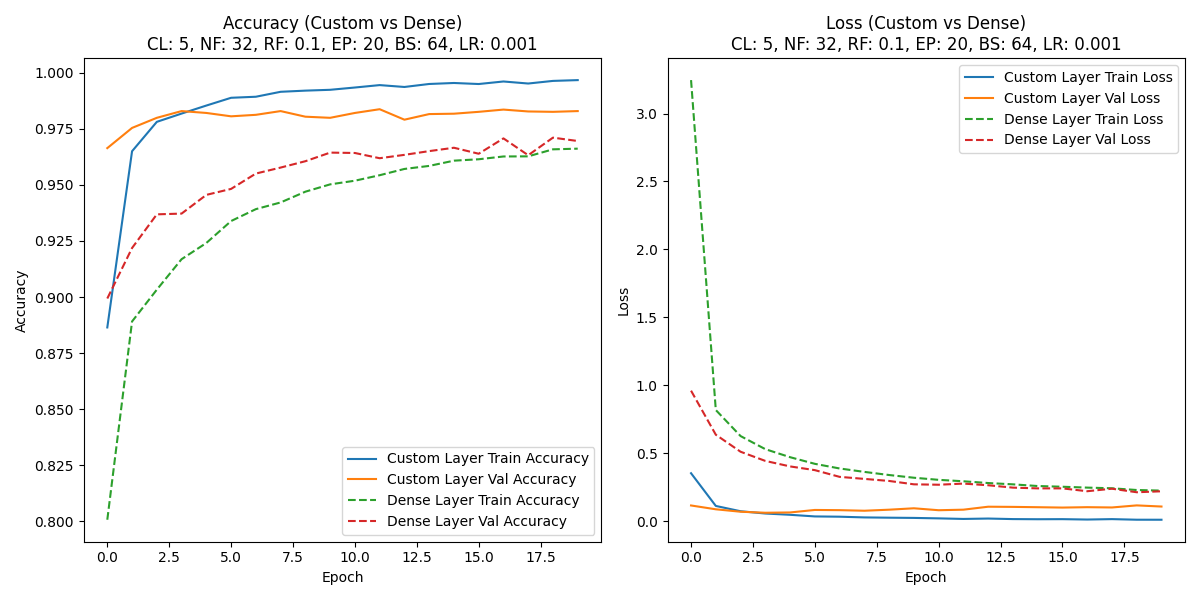 Accuracy (Custom vs Dense)
CL: 5, NF: 32, RF: 0.1, EP: 20, BS: 64, LR: 0.001
1.000
0.975
0.950
0.925
0.900
0.875
0.850
0.825
0.800
Accuracy
Custom Layer Train Accuracy
Custom Layer Val Accuracy
Dense Layer Train Accuracy
Dense Layer Val Accuracy
0.0 2.5 5.0 7.5 10.0 12.5 15.0 17.5
Epoch
Loss (Custom vs Dense)
CL: 5, NF: 32, RF: 0.1, EP: 20, BS: 64, LR: 0.001
Custom Layer Train Loss
Custom Layer Val Loss
Dense Layer Train Loss
Dense Layer Val Loss
3.0
2.5
2.0
1.5
1.0
0.5
0.0
Loss
0.0 2.5 5.0 7.5 10.0 12.5 15.0 17.5
Epoch